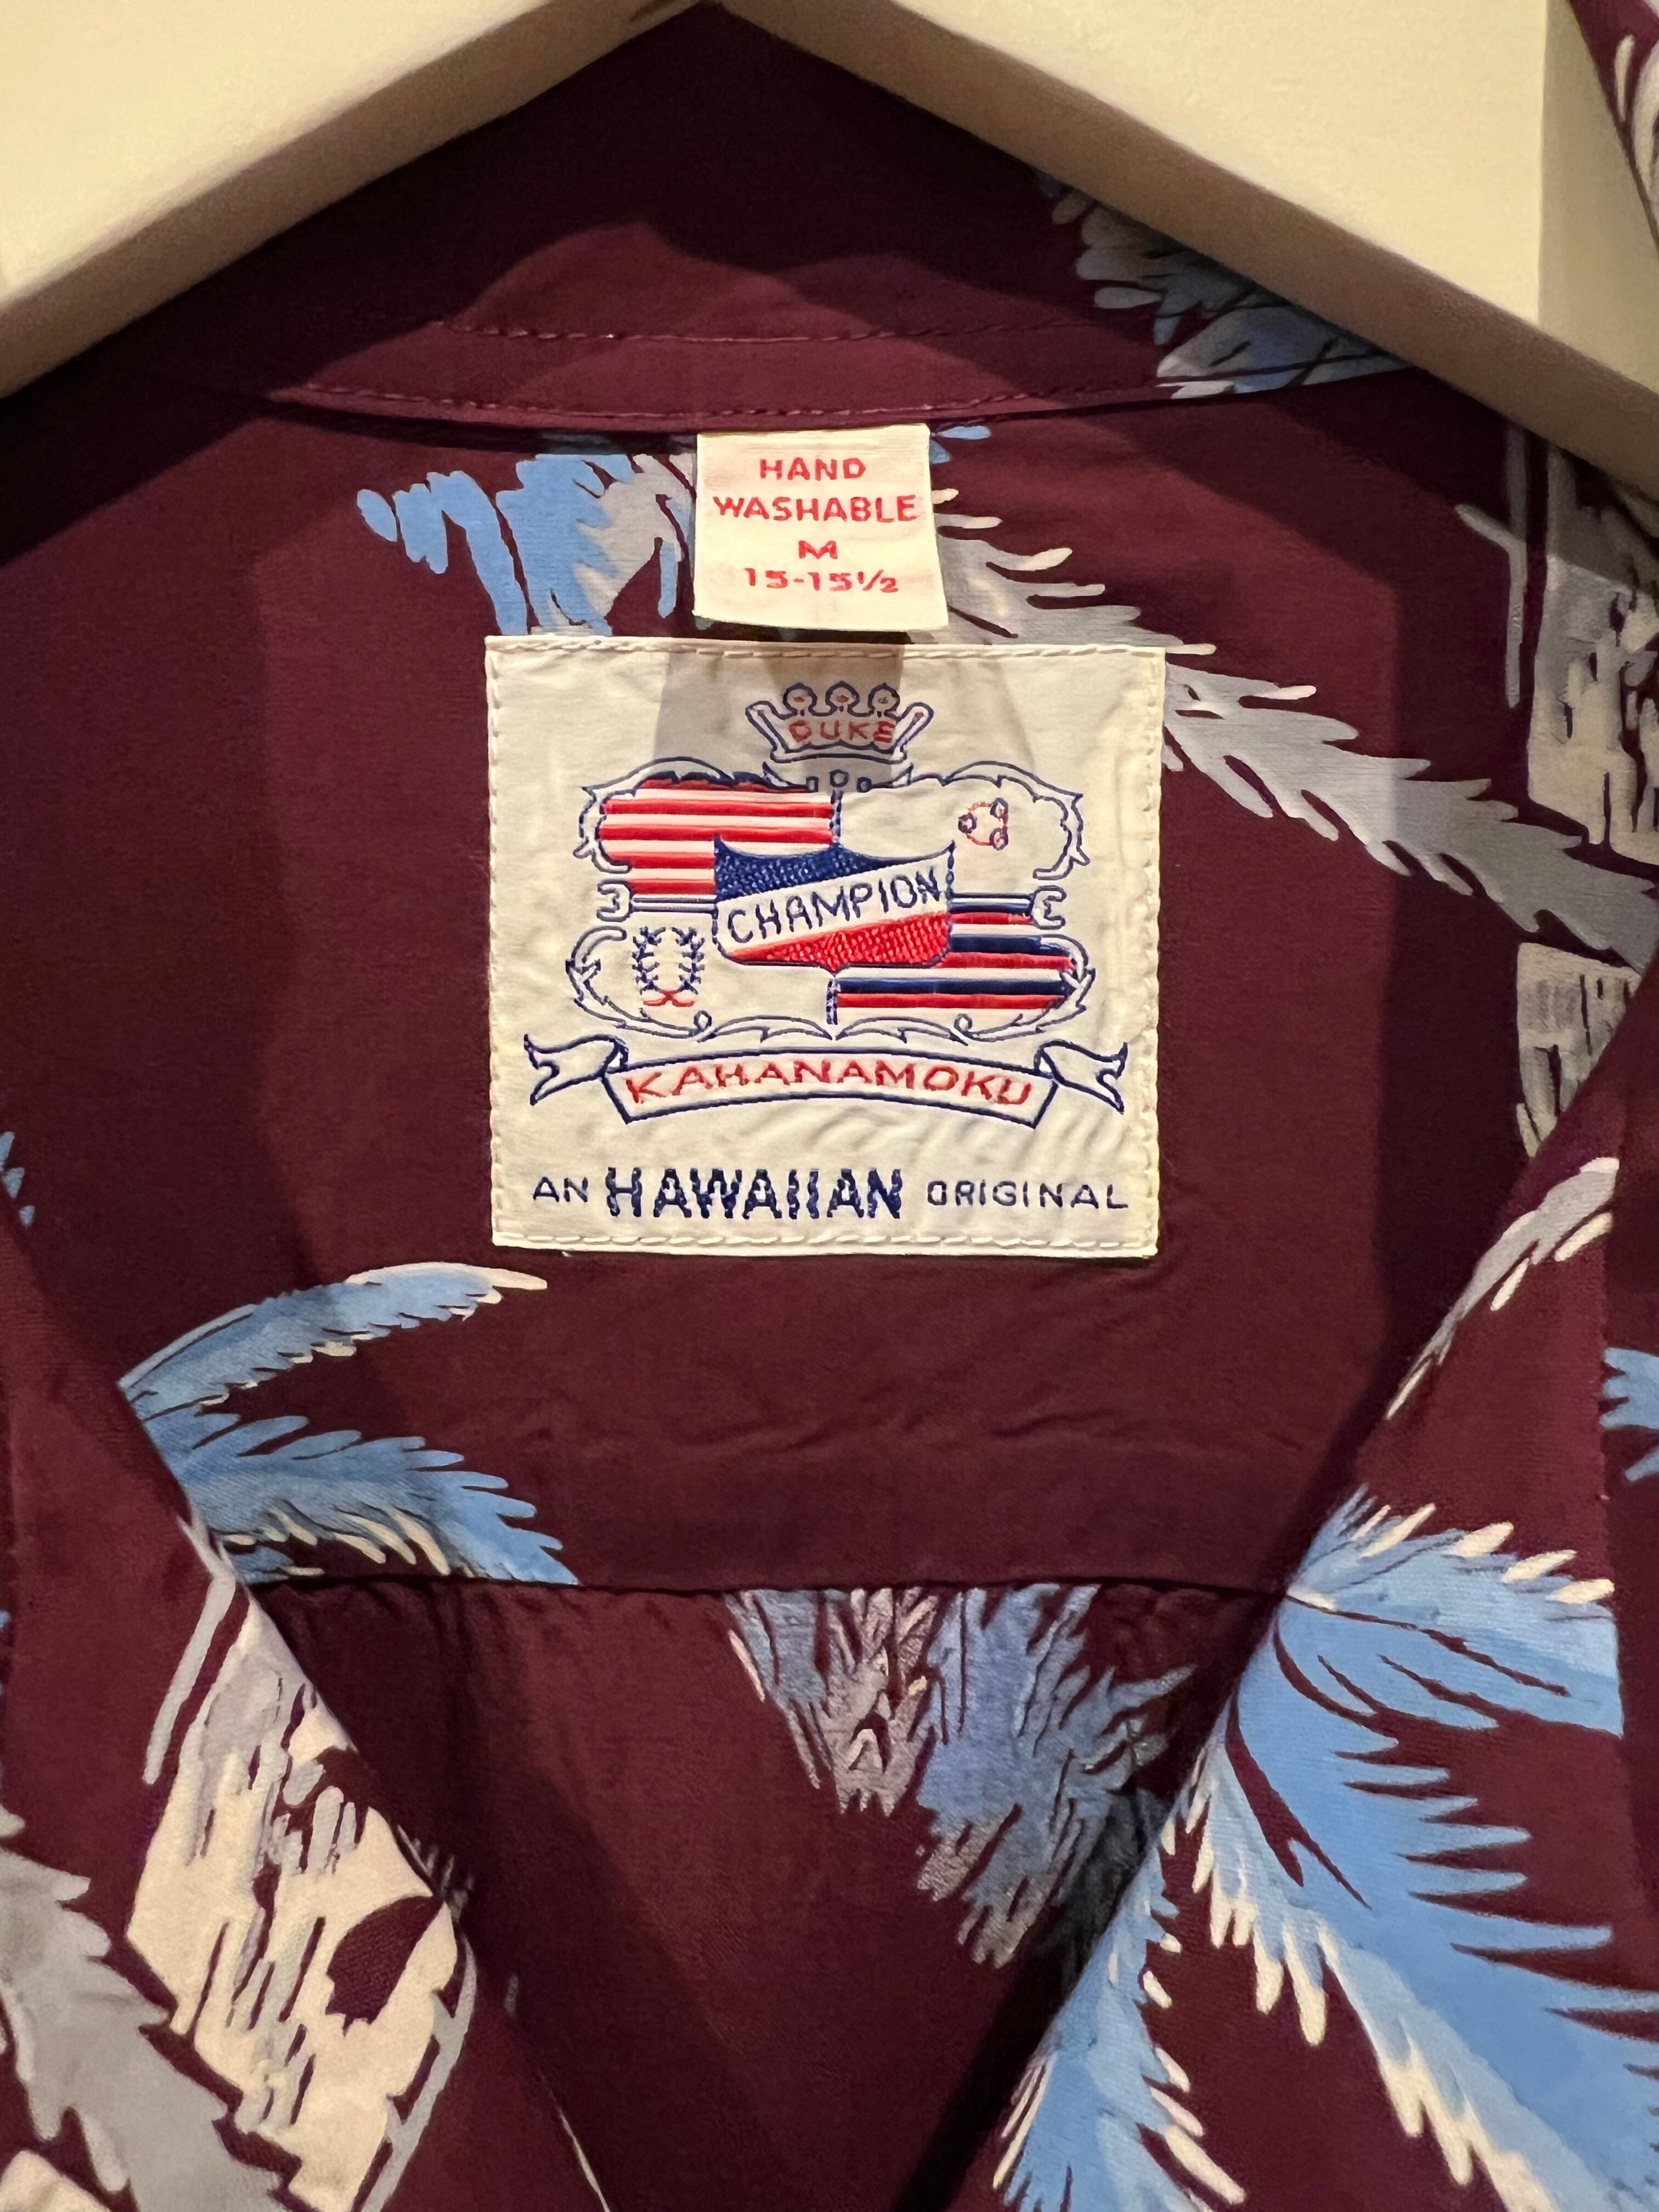 HAND
WASHABLE
M
15-15½
DUKE
CHAMPION
KAHANAMOKU
AN HAWAIIAN ORIGINAL